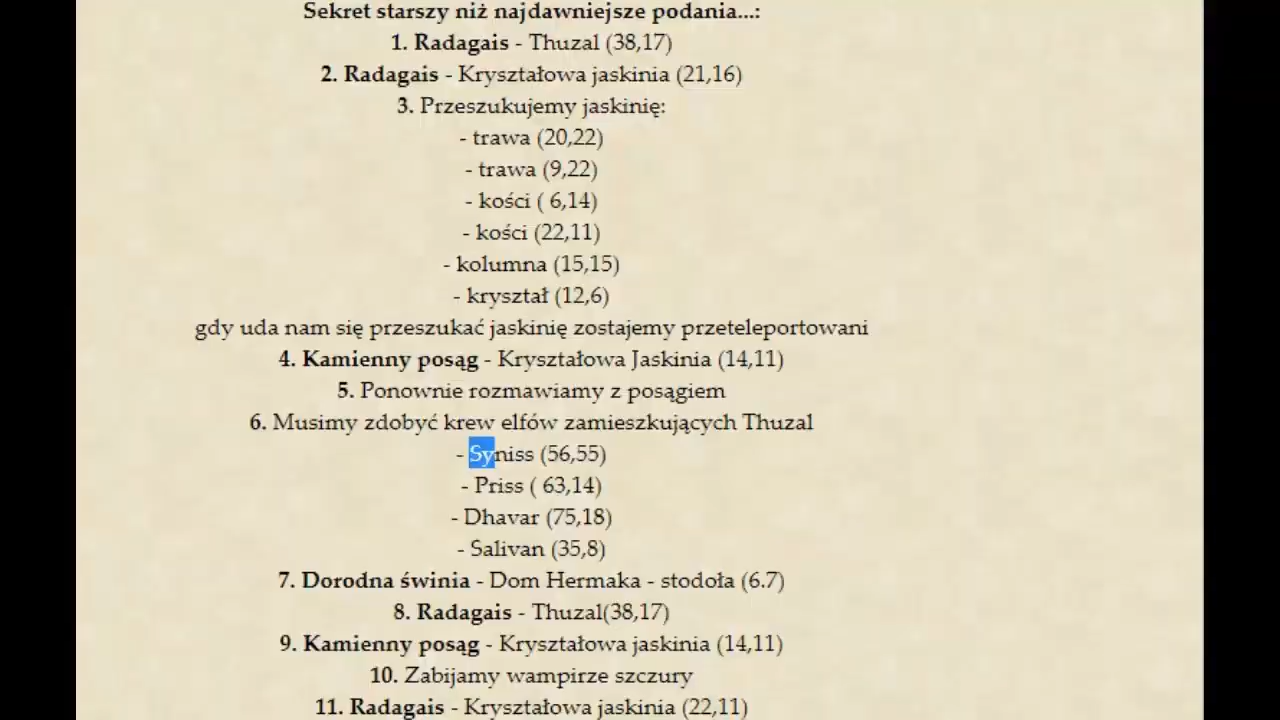 Sekret starszy niż najdawniejsze podania...:
1. Radagais - Thuzal (38,17)
2. Radagais - Kryształowa jaskinia (21,16)
3. Przeszukujemy jaskinię:
- trawa (20,22)
- trawa (9,22)
- kości ( 6,14)
- kości (22,11)
- kolumna (15,15)
- kryształ (12,6)
gdy uda nam się przeszukać jaskinię zostajemy przeteleportowani
4. Kamienny posąg - Kryształowa Jaskinia (14,11)
5. Ponownie rozmawiamy z posągiem
6. Musimy zdobyć krew elfów zamieszkujących Thuzal
- Syniss (56,55)
- Priss ( 63,14)
- Dhavar (75,18)
- Salivan (35,8)
7. Dorodna świnia - Dom Hermaka - stodoła (6.7)
8. Radagais - Thuzal(38,17)
9. Kamienny posąg - Kryształowa jaskinia (14,11)
10. Zabijamy wampirze szczury
11. Radagais - Kryształowa jaskinia (22,11)